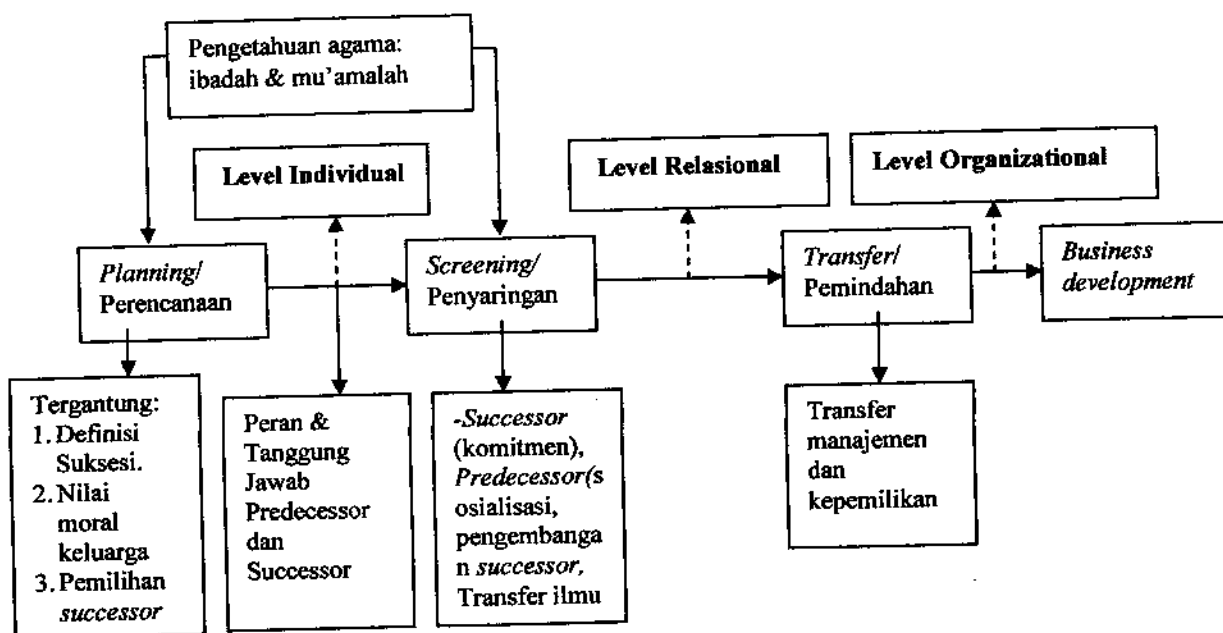 Pengetahuan agama:
ibadah & mu'amalah
Level Individual
Level Relasional
Level Organizational
Planning/
Perencanaan
Screening/
Penyaringan
Transfer/
Pemindahan
Business
development
Tergantung:
1. Definisi
Suksesi.
2. Nilai
moral
keluarga
3. Pemilihan
successor
Peran &
Tanggung
Jawab
Predecessor
dan
Successor
-Successor
(komitmen),
Predecessor(s
osialisasi,
pengembanga
n successor,
Transfer ilmu
Transfer
manajemen
dan
kepemilikan